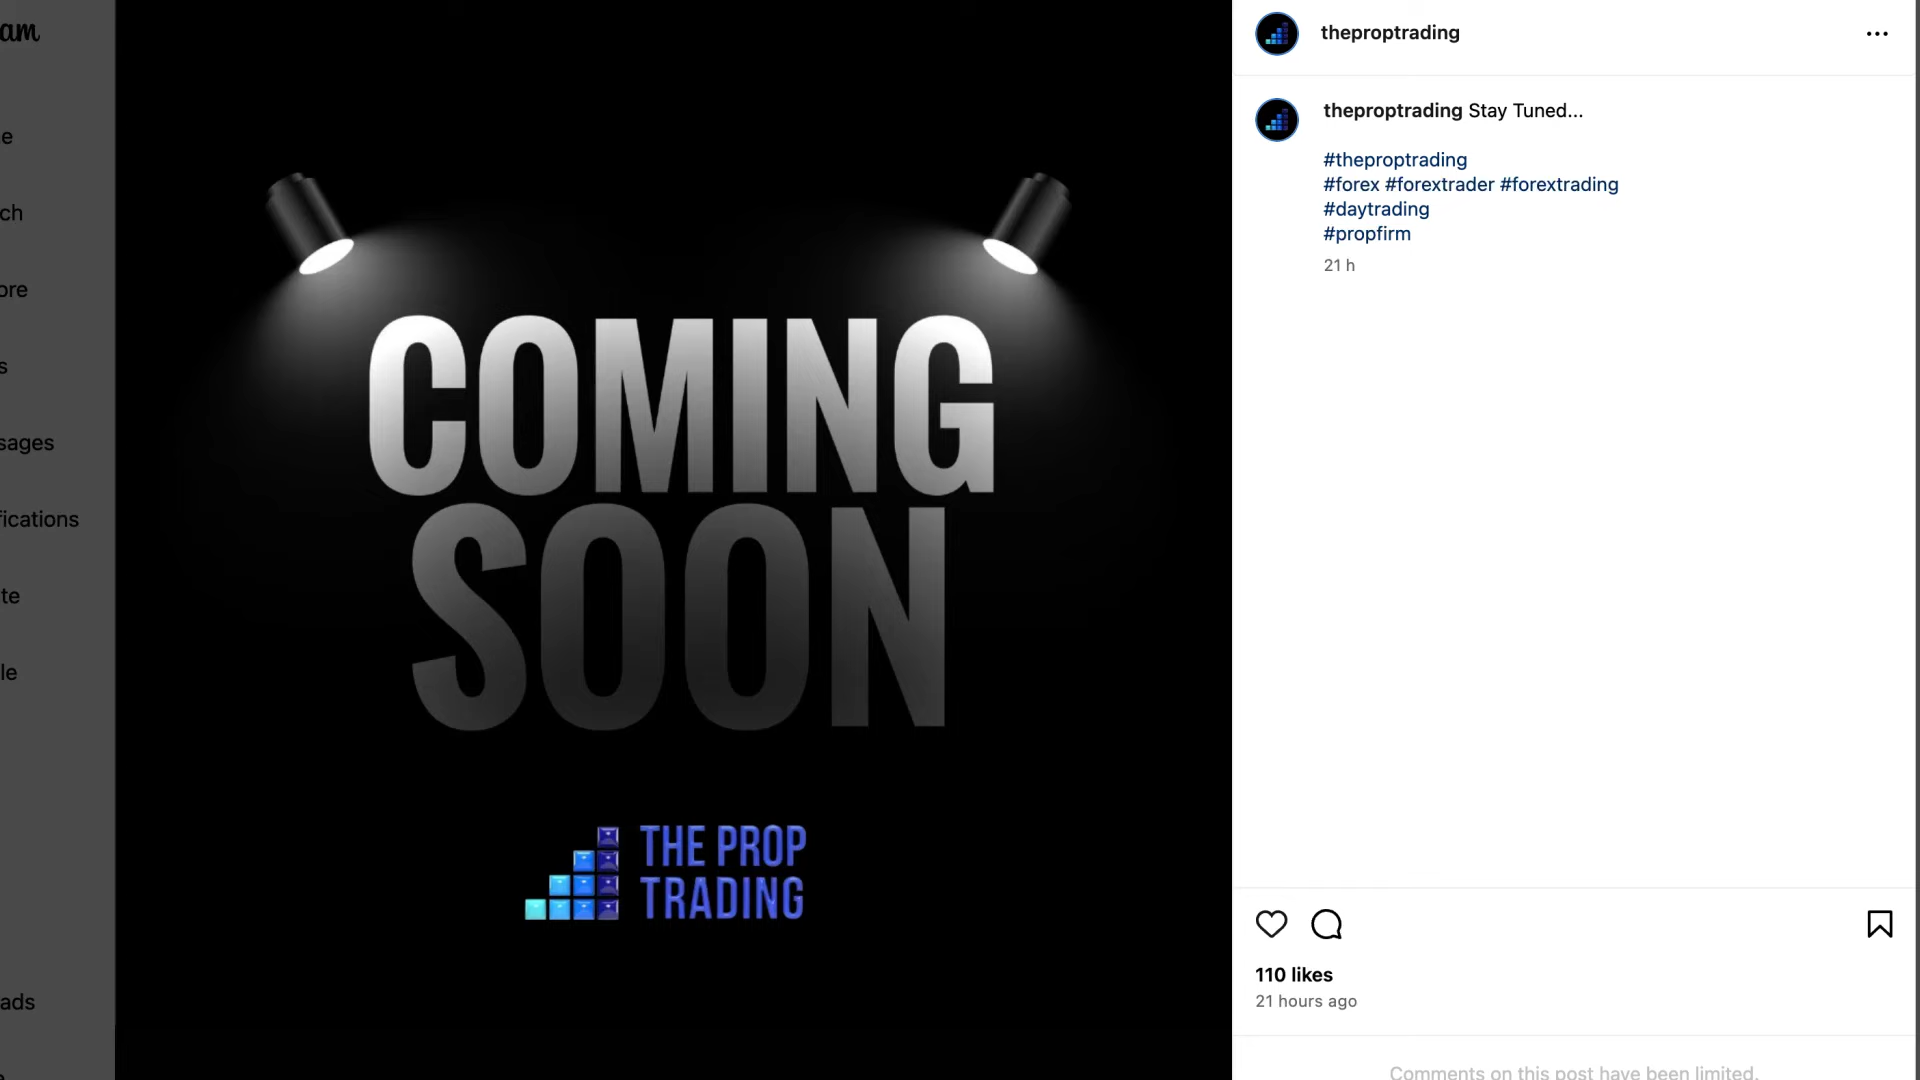 am
e
ch
ore
s
sages
fications
te
le
ads
COMING
SOON
THE PROP
TRADING
theproptrading
theproptrading Stay Tuned...
#theproptrading
#forex #forextrader #forextrading
#daytrading
#propfirm
21 h
110 likes
21 hours ago
Comments on this post have been limited.